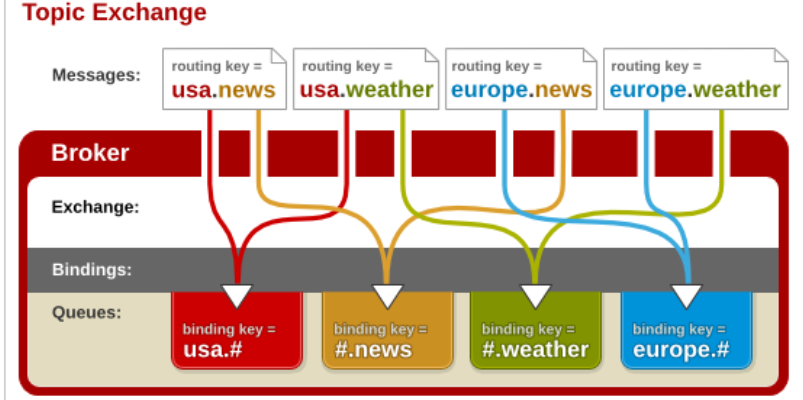 Topic Exchange
Messages:
routing key =
usa.news
routing key =
usa.weather
routing key =
europe.news
routing key =
europe.weather
Broker
Exchange:
Bindings:
Queues:
binding key =
usa.#
binding key =
#.news
binding key =
#.weather
binding key =
europe.#